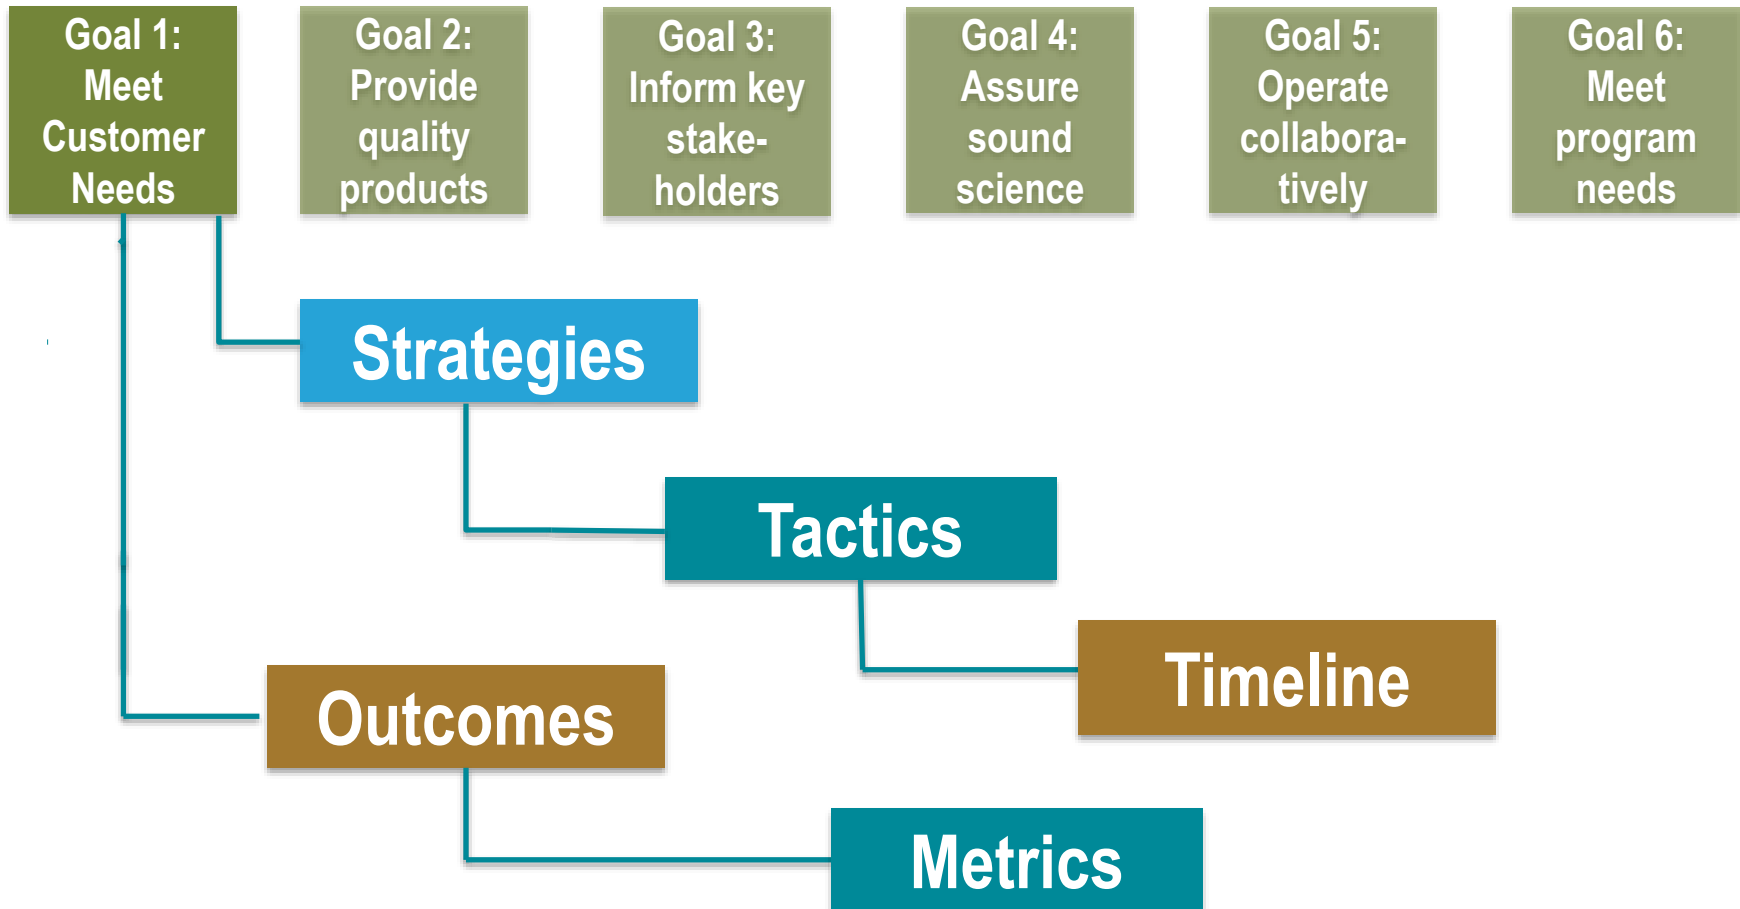 Goal 1:
Meet
Customer
Needs
Goal 2:
Provide
quality
products
Goal 3:
Inform key
stake-
holders
Goal 4:
Assure
sound
science
Goal 5:
Operate
collabora-
tively
Goal 6:
Meet
program
needs
Strategies
Tactics
Timeline
Outcomes
Metrics